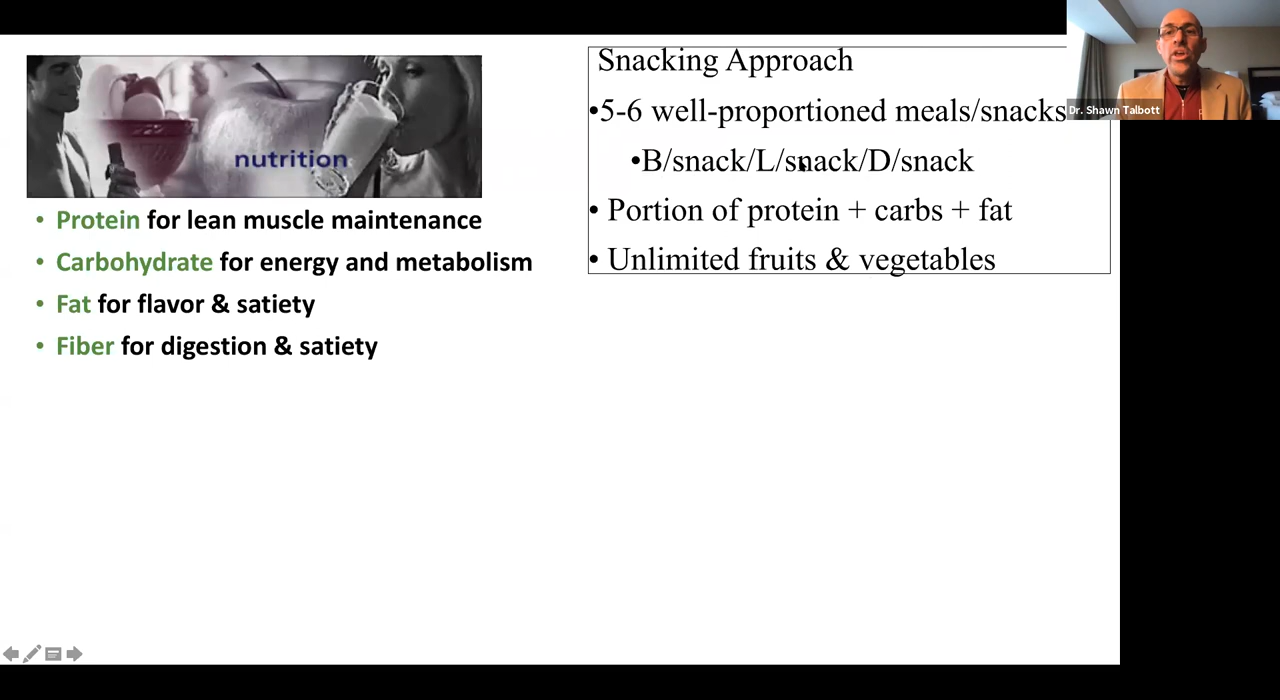 nutrition
• Protein for lean muscle maintenance
• Carbohydrate for energy and metabolism
• Fat for flavor & satiety
• Fiber for digestion & satiety
Snacking Approach
•5-6 well-proportioned meals/snacks
•B/snack/L/snack/D/snack
• Portion of protein + carbs + fat
• Unlimited fruits & vegetables
Dr. Shawn Talbott